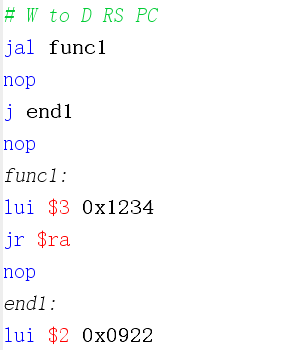 # W to D RS PC
jal func1
nop
j end1
nop
func1:
lui $3 0x1234
jr $ra
nop
end1:
lui $2 0x0922